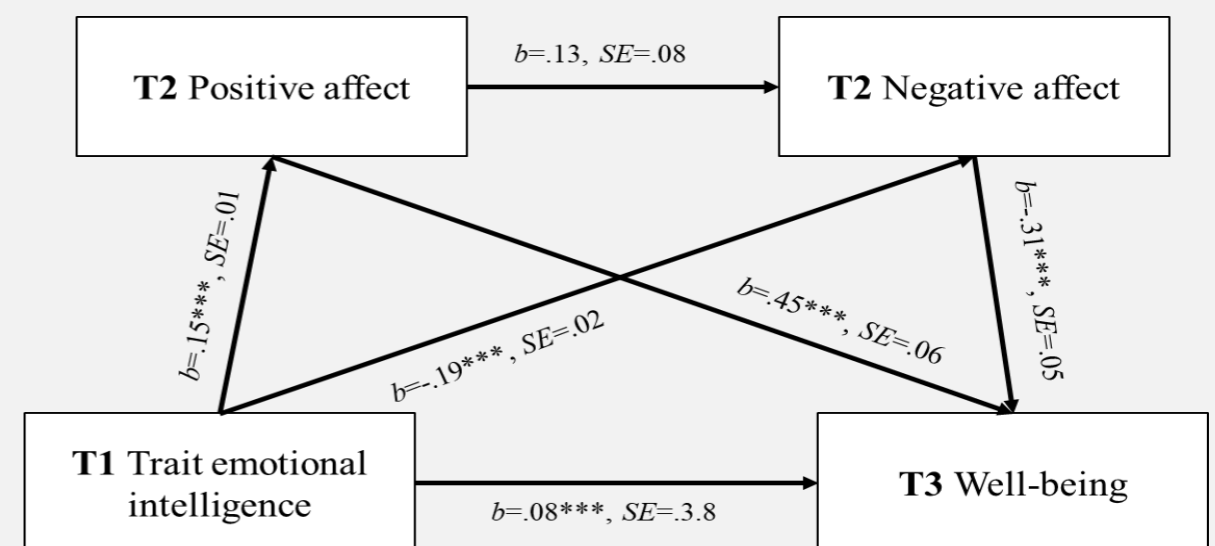 b=.13, SE=.08
T2 Positive affect
T2 Negative affect
b=.15***, SE=.01
b=-.19***, SE=.02
b=.45***, SE=.06
b=-.31***, SE=.05
T1 Trait emotional
intelligence
b=.08***, SE=.3.8
T3 Well-being